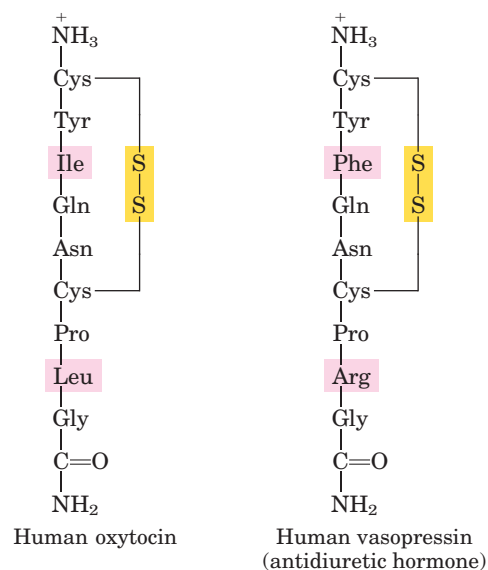 +
NH3
Cys
Tyr
Ile
S
Gln
S
Asn
Cys
Pro
Leu
Gly
C=O
NH2
Human oxytocin
+
NH3
Cys
Tyr
Phe
S
Gln
S
Asn
Cys
Pro
Arg
Gly
C=O
NH2
Human vasopressin
(antidiuretic hormone)